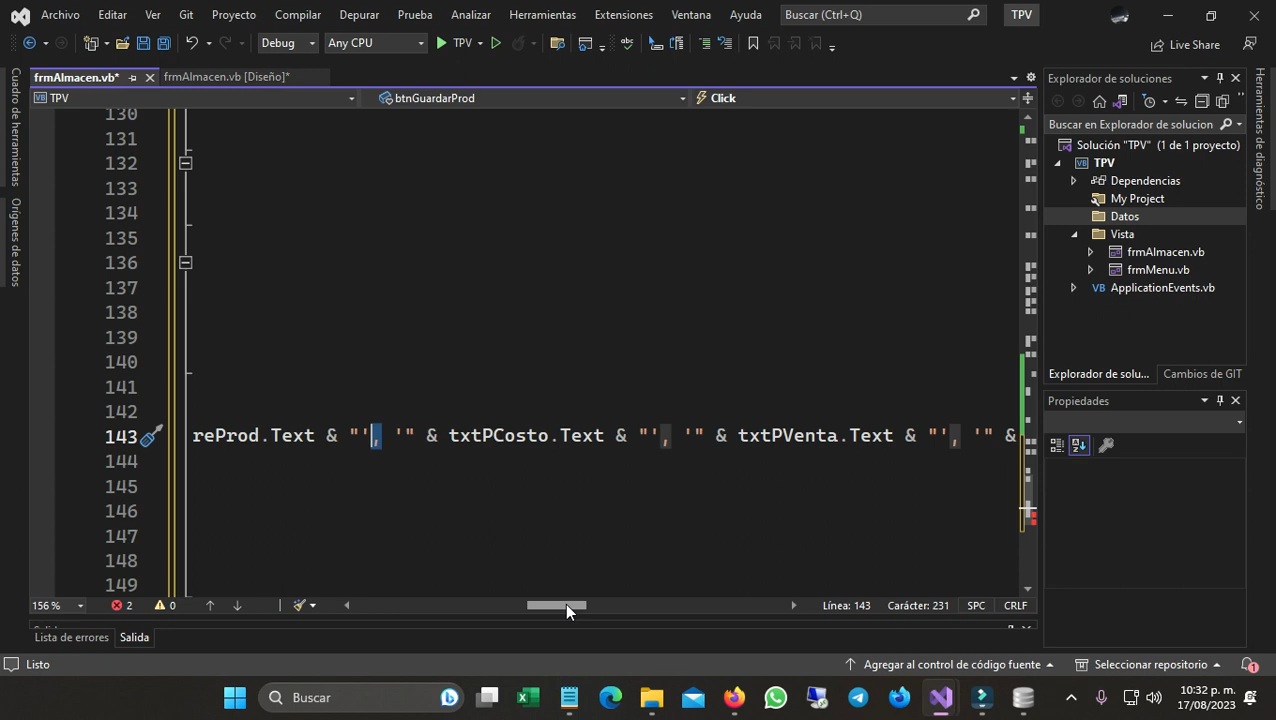 Archivo Editar Ver Git Proyecto Compilar Depurar Prueba Analizar Herramientas Extensiones Ventana Ayuda Buscar (Ctrl+Q) TPV
Debug Any CPU TPV Live Share
frmAlmacen.vb* frmAlmacen.vb [Diseño]*
TPV btnGuardarProd Click
Cuadro de herramientas
Orígenes de datos
130
131
132
133
134
135
136
137
138
139
140
141
142
143 reProd.Text & "', '" & txtPCosto.Text & "', '" & txtPVenta.Text & "', '" &
144
145
146
147
148
149
156 % 2 0 Línea: 143 Carácter: 231 SPC CRLF
Lista de errores Salida
Explorador de soluciones
Buscar en Explorador de solucion
Solución "TPV" (1 de 1 proyecto)
TPV
Dependencias
My Project
Datos
Vista
frmAlmacen.vb
frmMenu.vb
ApplicationEvents.vb
Explorador de solu... Cambios de GIT
Propiedades
Herramientas de diagnóstico
Listo Agregar al control de código fuente Seleccionar repositorio 1
Buscar 10:32 p. m.
17/08/2023